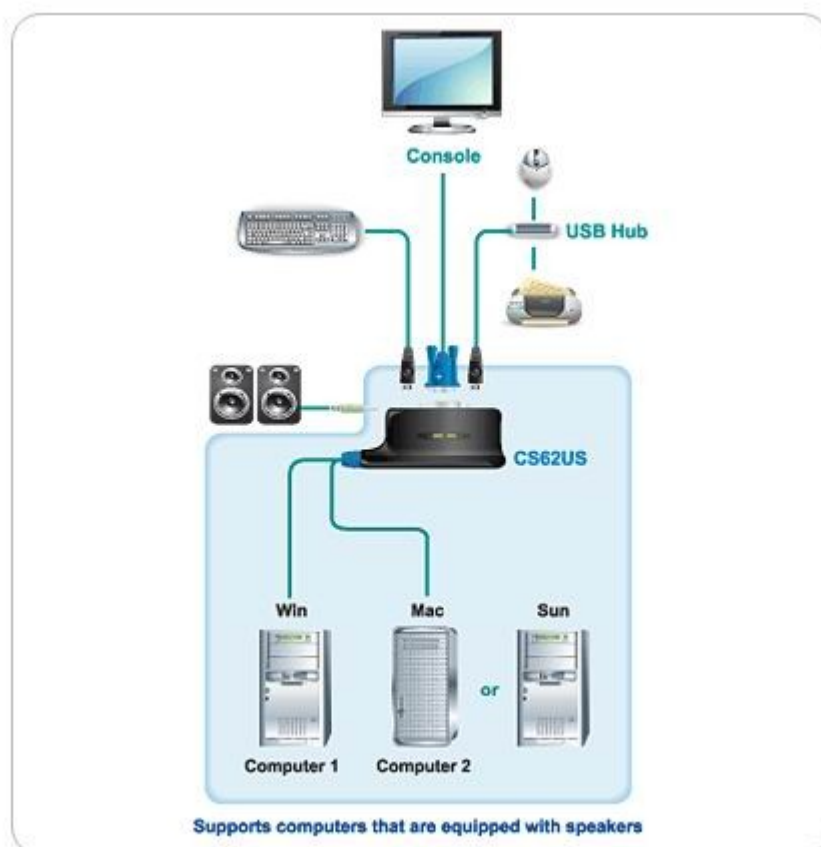 Console
USB Hub
CS62US
Win
Mac
Sun
or
Computer 1
Computer 2
Supports computers that are equipped with speakers